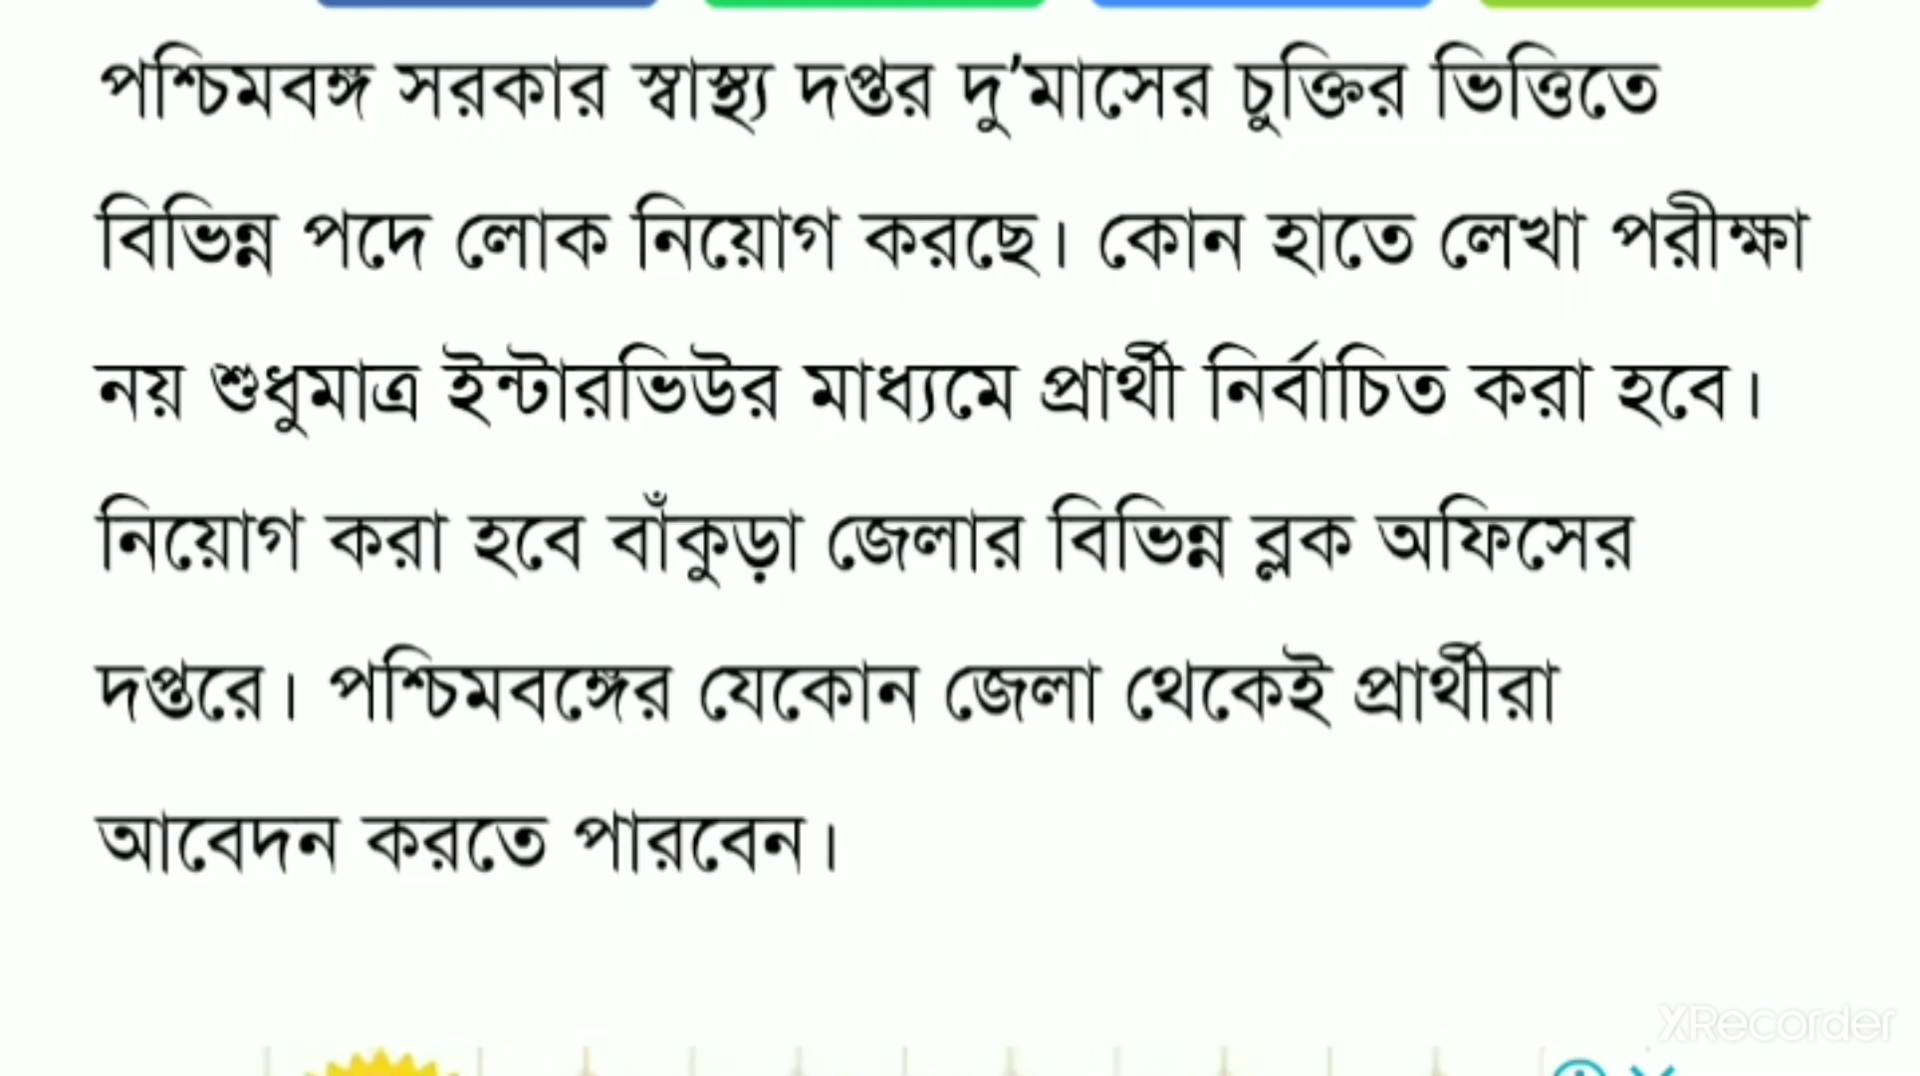 পশ্চিমবঙ্গ সরকার স্বাস্থ্য দপ্তর দু'মাসের চুক্তির ভিত্তিতে
বিভিন্ন পদে লোক নিয়োগ করছে। কোন হাতে লেখা পরীক্ষা
নয় শুধুমাত্র ইন্টারভিউর মাধ্যমে প্রার্থী নির্বাচিত করা হবে।
নিয়োগ করা হবে বাঁকুড়া জেলার বিভিন্ন ব্লক অফিসের
দপ্তরে। পশ্চিমবঙ্গের যেকোন জেলা থেকেই প্রার্থীরা
আবেদন করতে পারবেন।
XRecorder